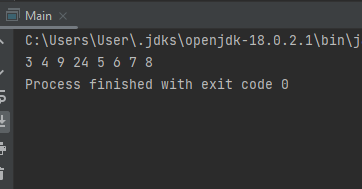 Main
C:\Users\User\.jdks\openjdk-18.0.2.1\bin\j
3 4 9 24 5 6 7 8
Process finished with exit code 0